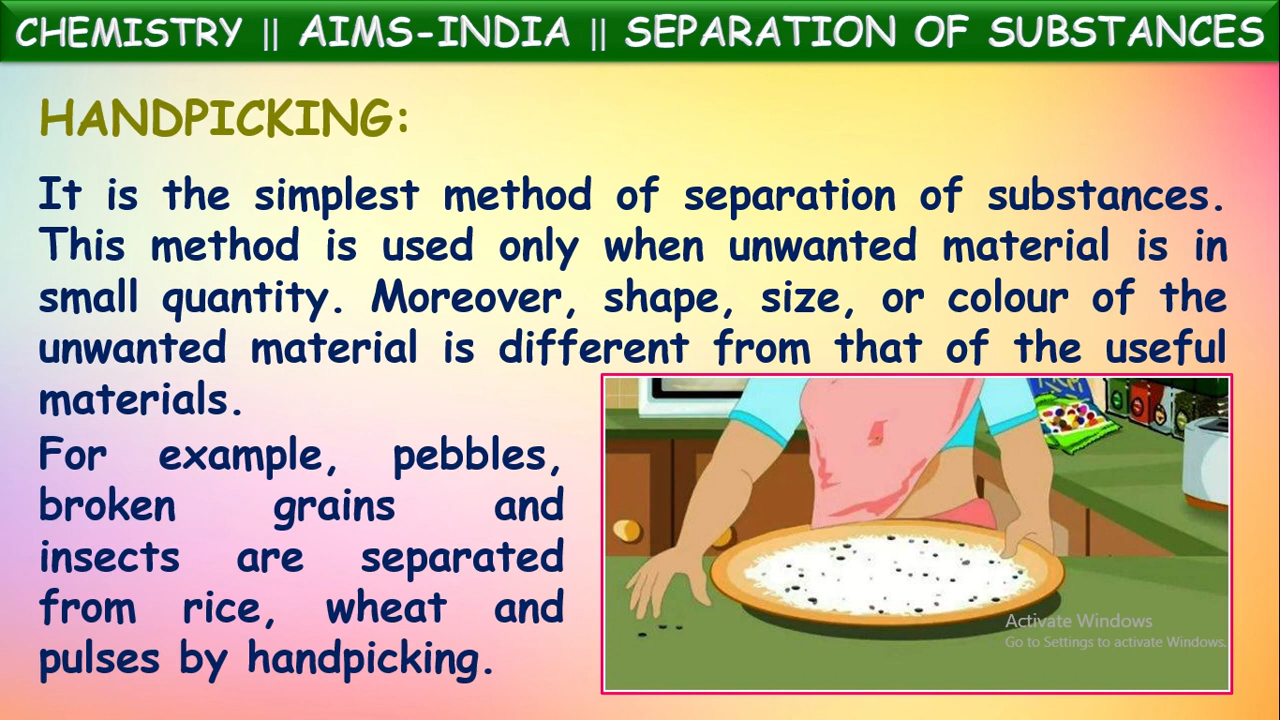 CHEMISTRY || AIMS-INDIA || SEPARATION OF SUBSTANCES
HANDPICKING:
It is the simplest method of separation of substances.
This method is used only when unwanted material is in
small quantity. Moreover, shape, size, or colour of the
unwanted material is different from that of the useful
materials.
For example, pebbles,
broken grains and
insects are separated
from rice, wheat and
pulses by handpicking.
Activate Windows
Go to Settings to activate Windows.